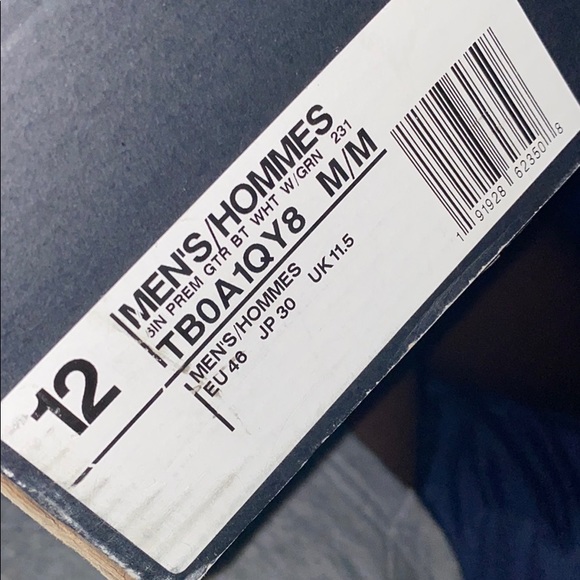 12
MEN'S/HOMMES
6IN PREM GTR BT WHT W/GRN 231
TB0A1QY8 M/M
MEN'S/HOMMES
EU 46 JP 30 UK 11.5
1 91928 62350 8